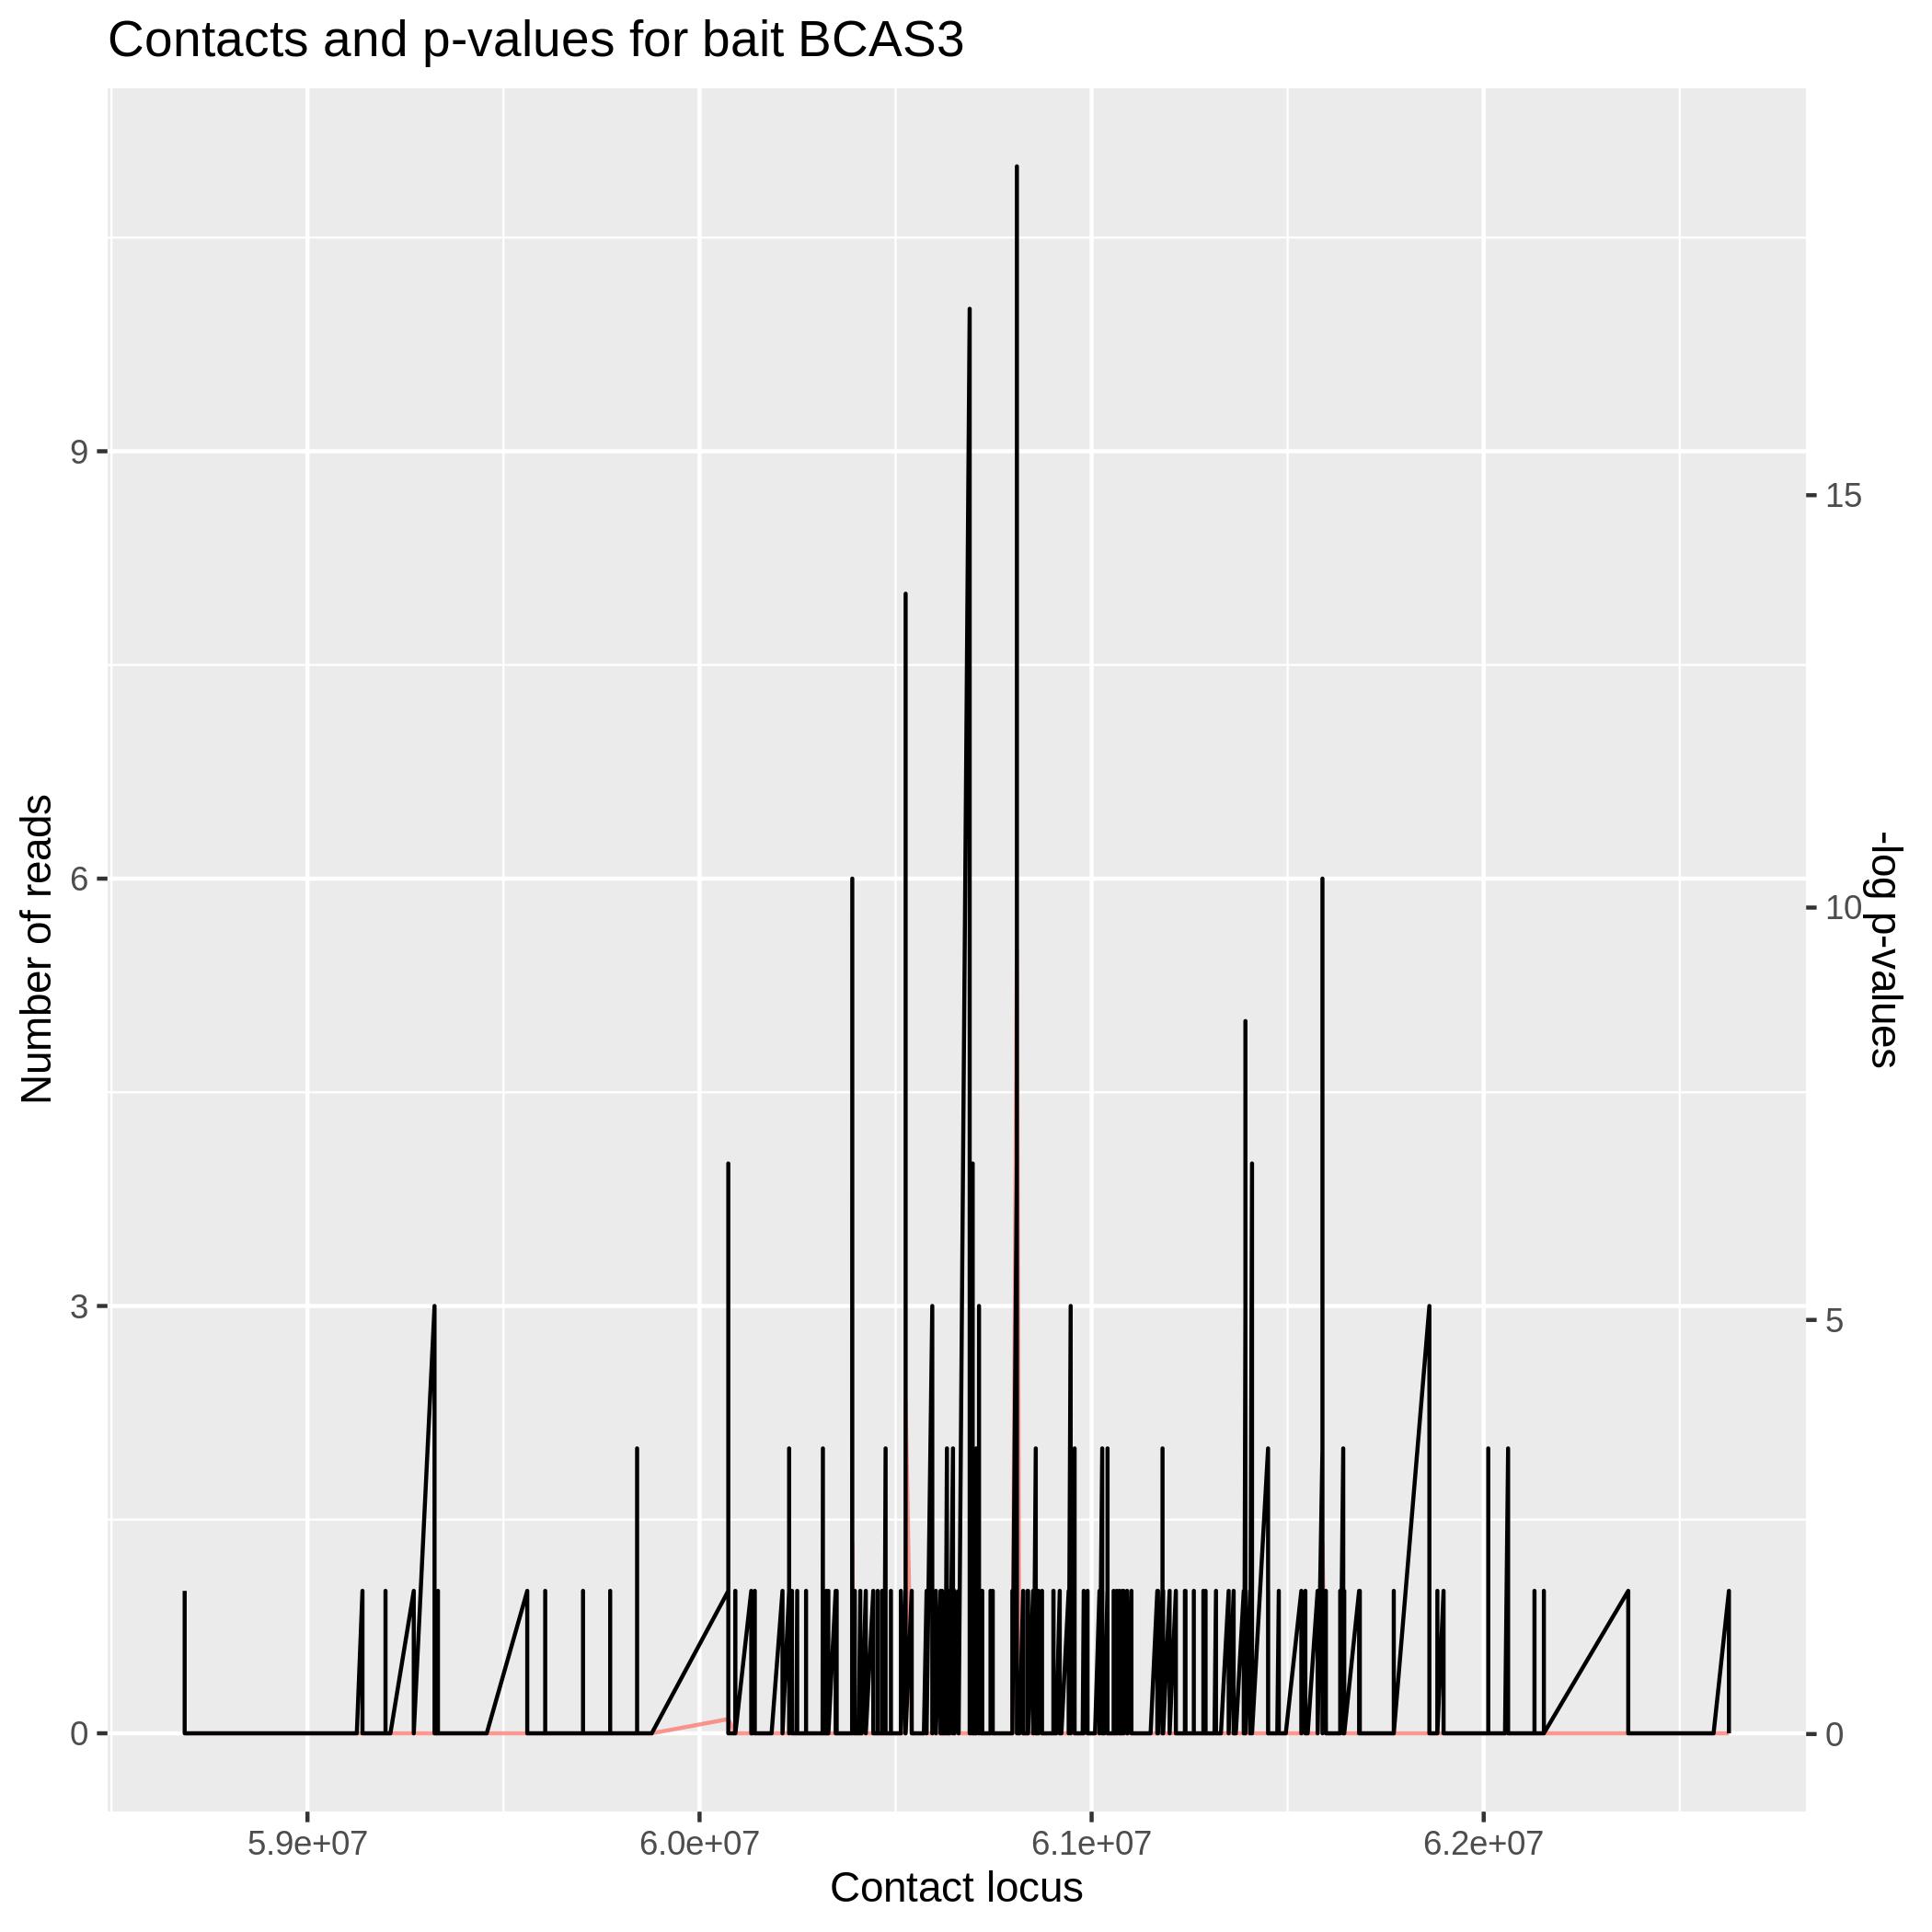 Contacts and p-values for bait BCAS3
Number of reads
9
6
3
0
15
10
5
0
-log p-values
5.9e+07 6.0e+07 6.1e+07 6.2e+07
Contact locus